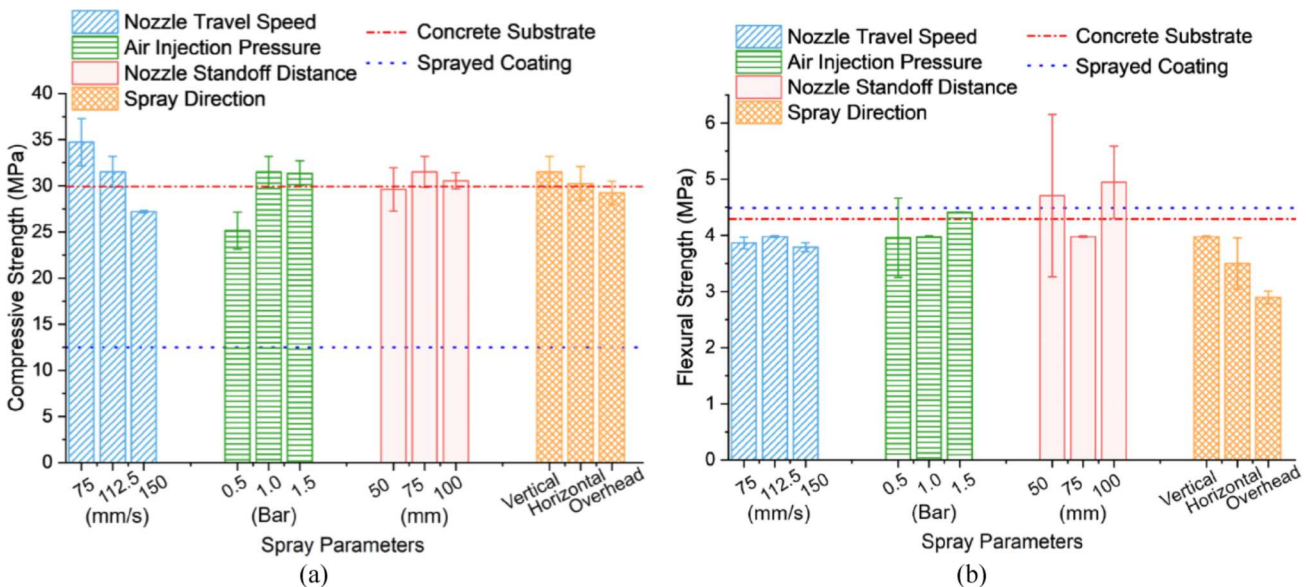 Nozzle Travel Speed
Air Injection Pressure
Nozzle Standoff Distance
Spray Direction
Concrete Substrate
Sprayed Coating
Compressive Strength (MPa)
40
35
30
25
20
15
10
5
0
75 112.5 150
0.5 1.0 1.5
50 75 100
Vertical Horizontal Overhead
(mm/s) (Bar) (mm)
Spray Parameters
(a)
Nozzle Travel Speed
Air Injection Pressure
Nozzle Standoff Distance
Spray Direction
Concrete Substrate
Sprayed Coating
Flexural Strength (MPa)
6
5
4
3
2
1
0
75 112.5 150
0.5 1.0 1.5
50 75 100
Vertical Horizontal Overhead
(mm/s) (Bar) (mm)
Spray Parameters
(b)